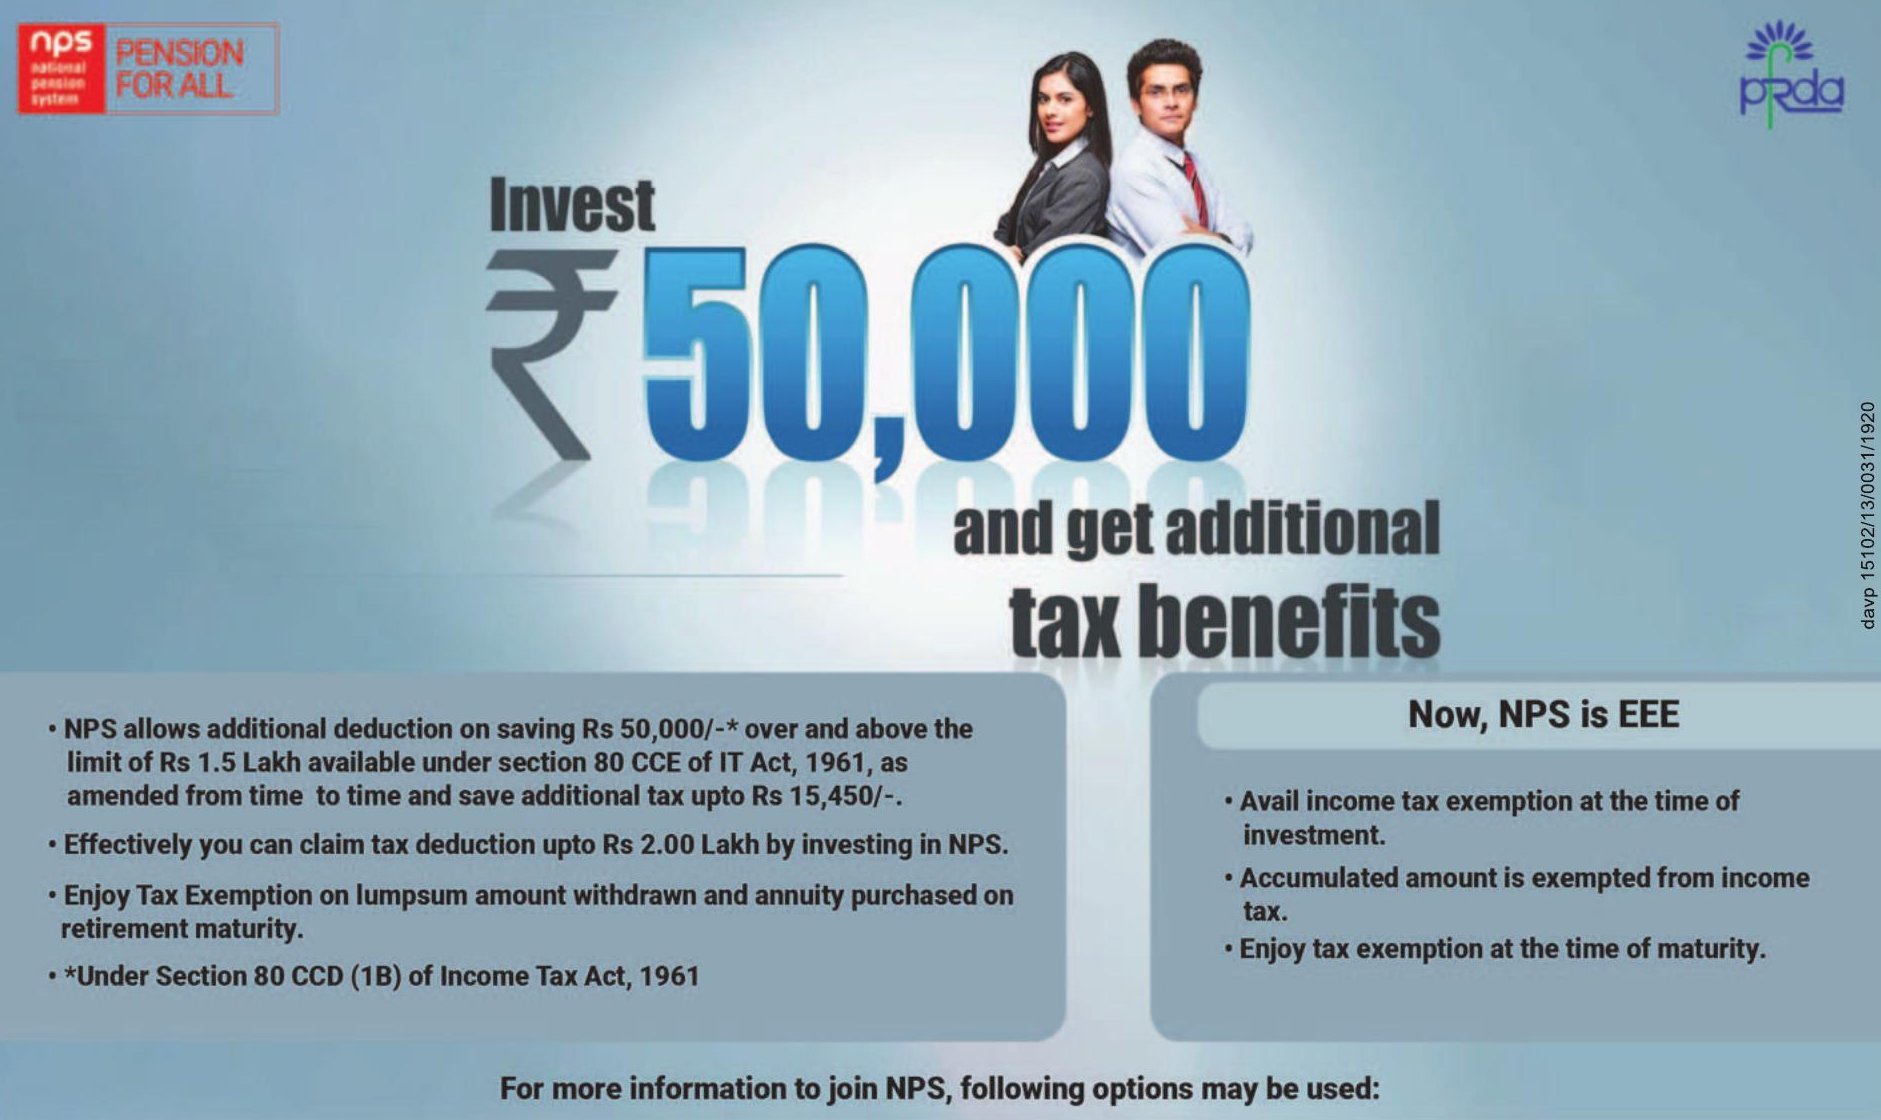 nps
national
pension
system
PENSION
FOR ALL
pfrda
Invest
₹ 50,000
and get additional
tax benefits
davp 15102/13/0031/1920
• NPS allows additional deduction on saving Rs 50,000/-* over and above the
limit of Rs 1.5 Lakh available under section 80 CCE of IT Act, 1961, as
amended from time to time and save additional tax upto Rs 15,450/-.
• Effectively you can claim tax deduction upto Rs 2.00 Lakh by investing in NPS.
• Enjoy Tax Exemption on lumpsum amount withdrawn and annuity purchased on
retirement maturity.
• *Under Section 80 CCD (1B) of Income Tax Act, 1961
Now, NPS is EEE
• Avail income tax exemption at the time of
investment.
• Accumulated amount is exempted from income
tax.
• Enjoy tax exemption at the time of maturity.
For more information to join NPS, following options may be used: